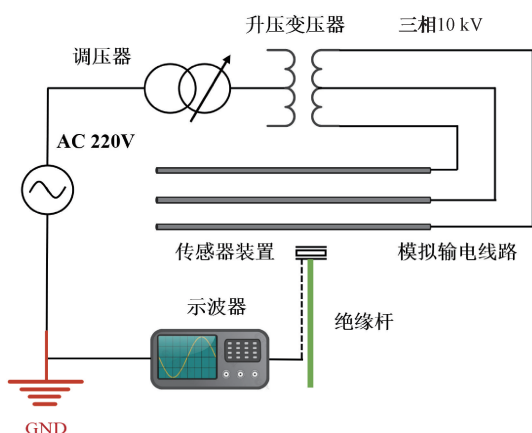 升压变压器
三相10 kV
调压器
AC 220V
传感器装置
模拟输电线路
示波器
绝缘杆
GND